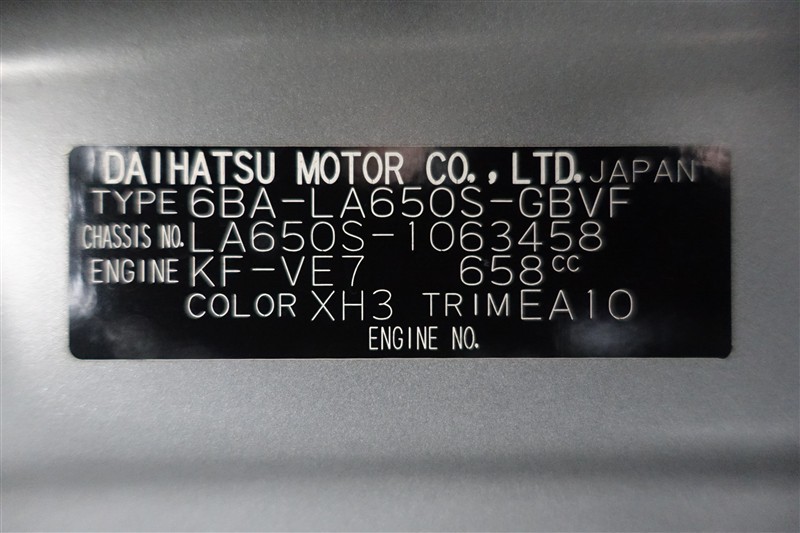 DAIHATSU MOTOR CO., LTD. JAPAN
TYPE 6BA-LA650S-GBVF
CHASSIS NO. LA650S-1063458
ENGINE KF-VE7 658CC
COLOR XH3 TRIM EA10
ENGINE NO.